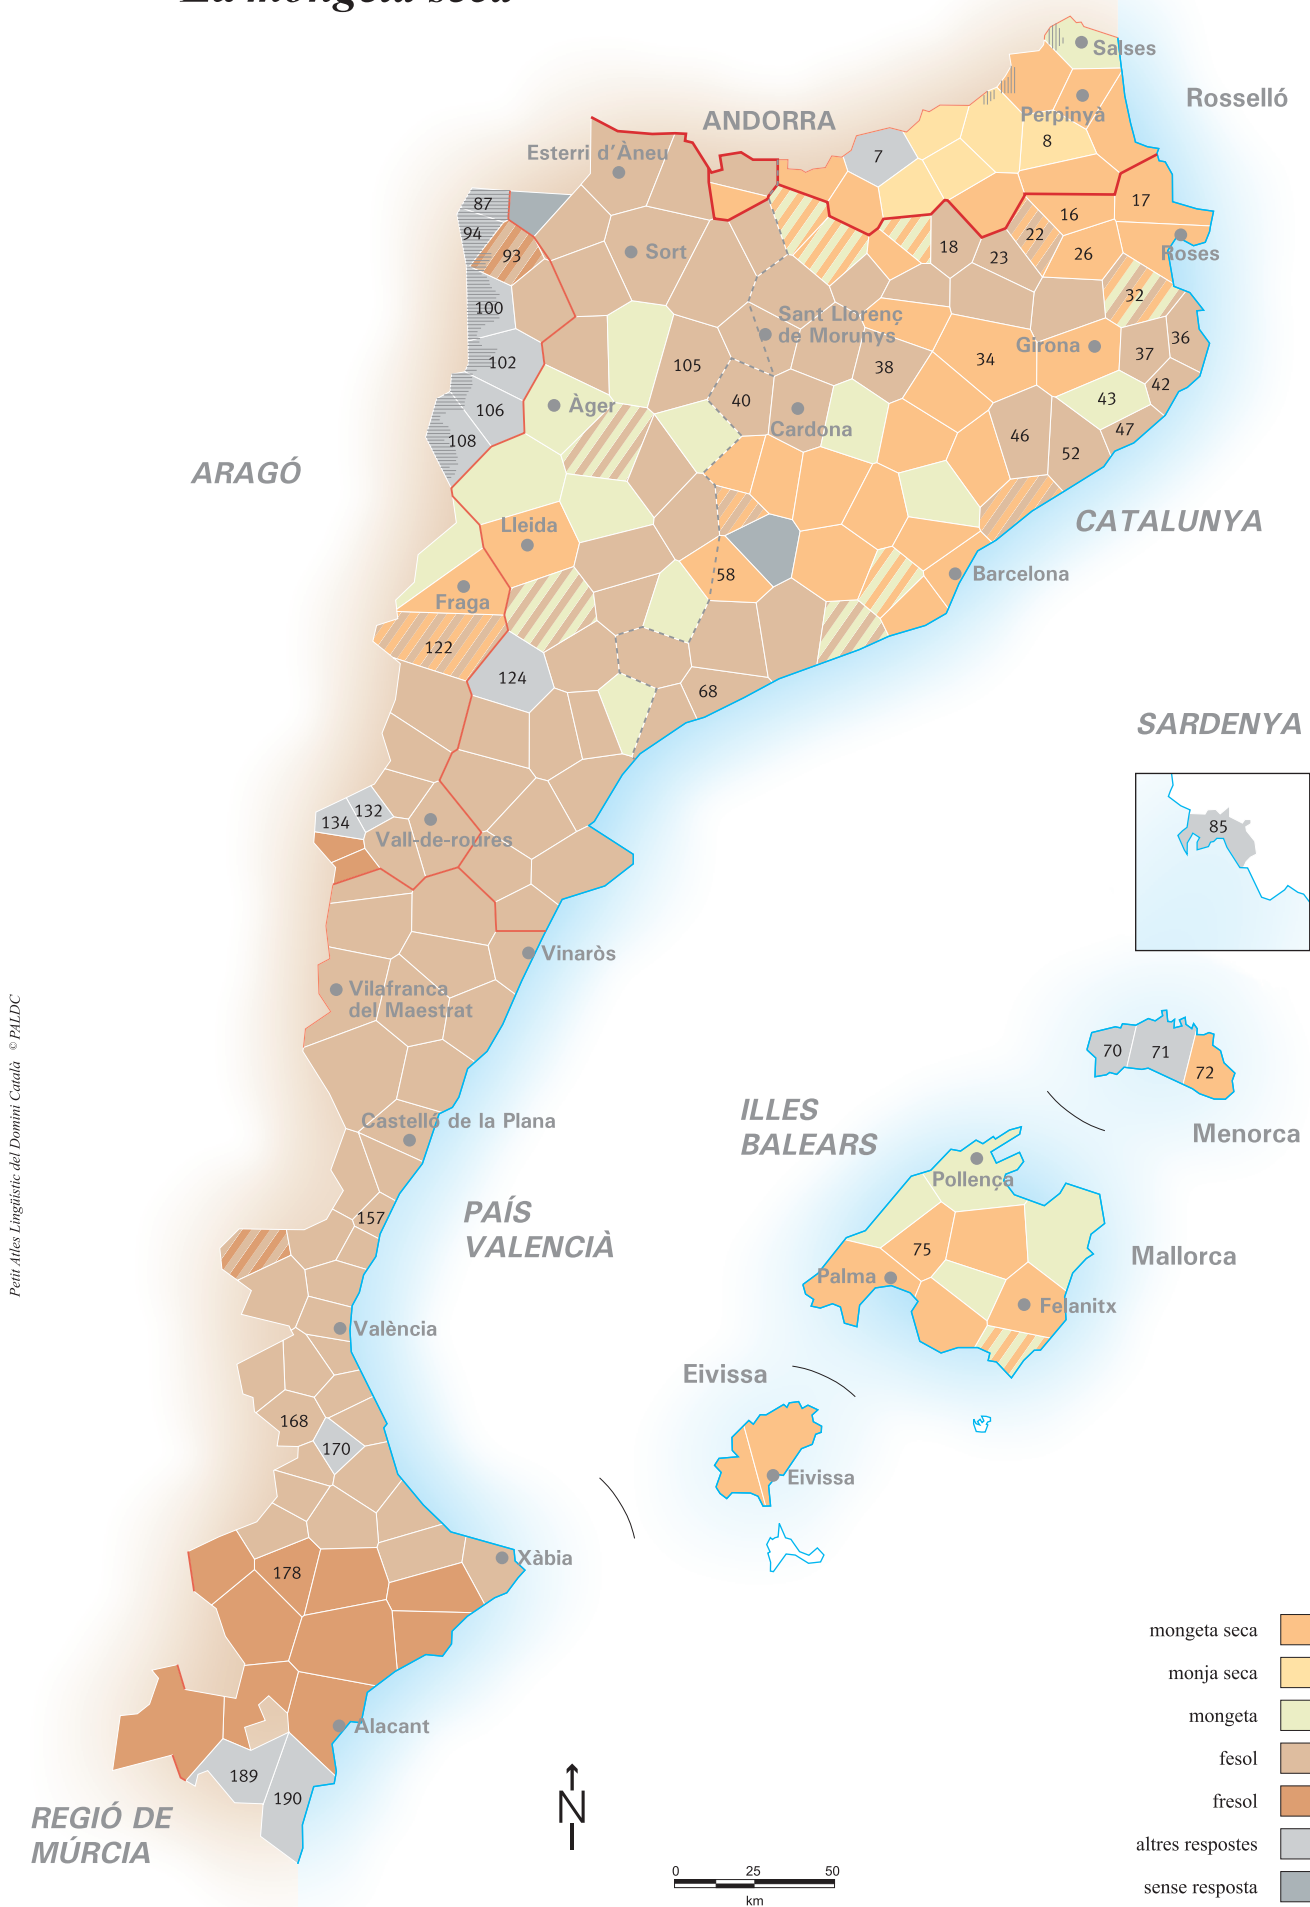 La mongeta seca
Salses
Rosselló
Perpinyà
ANDORRA
8
7
Esterri d'Àneu
87
17
16
94
22
Roses
18
Sort
93
23
26
32
100
Sant Llorenç
de Morunys
36
Girona
37
34
102
105
38
42
43
40
Àger
106
Cardona
47
46
108
52
ARAGÓ
CATALUNYA
Lleida
58
Barcelona
Fraga
122
124
68
SARDENYA
85
132
134
Vall-de-roures
Vinaròs
Vilafranca
del Maestrat
Petit Atles Lingüístic del Domini Català © PALDC
70
71
72
ILLES
BALEARS
Castelló de la Plana
Menorca
Pollença
157
PAÍS
VALENCIÀ
75
Mallorca
Palma
Felanitx
València
Eivissa
168
170
Eivissa
Xàbia
178
mongeta seca
monja seca
mongeta
Alacant
fesol
189
190
fresol
REGIÓ DE
MÚRCIA
N
altres respostes
0 25 50
km
sense resposta